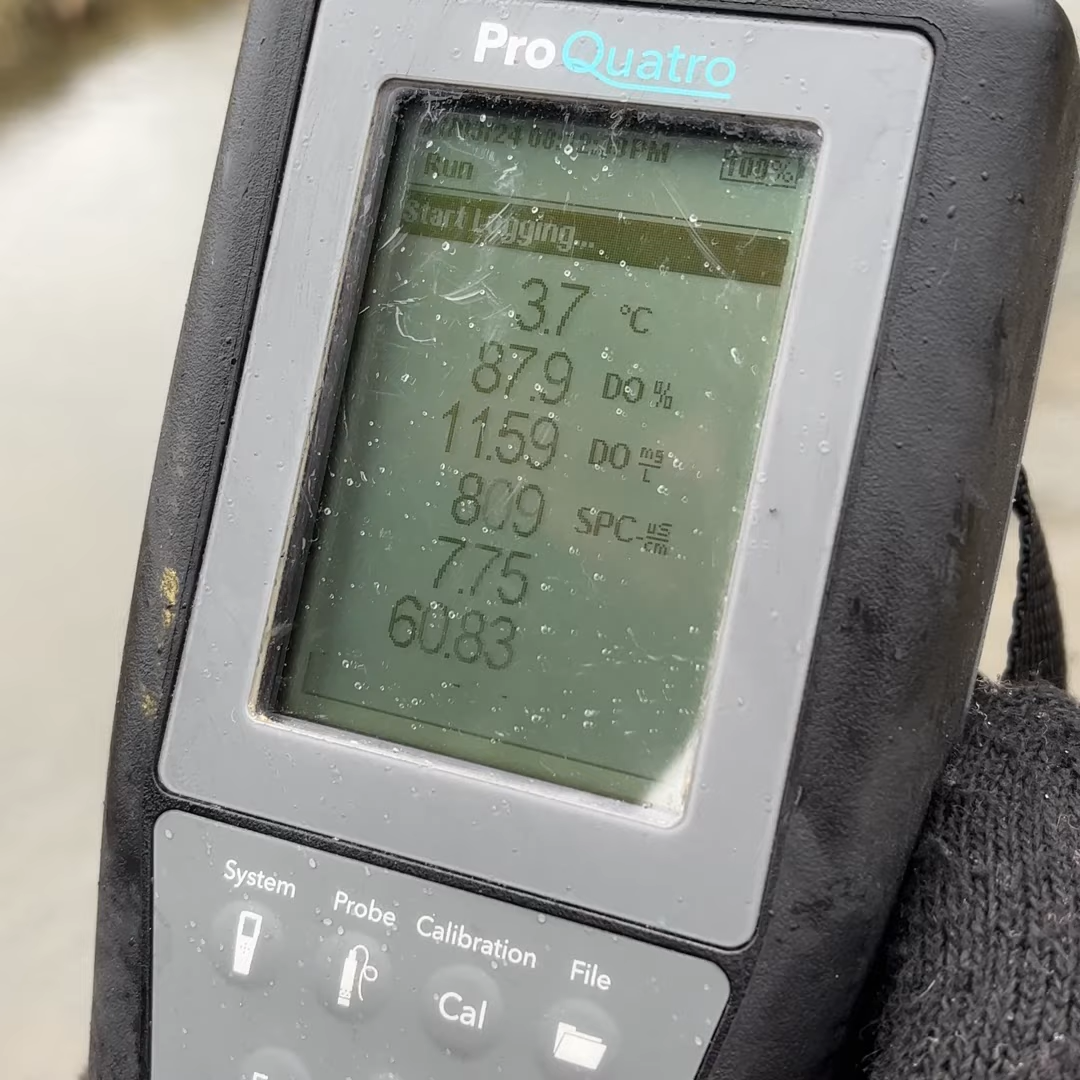 ProQuatro
100%
Run
Start Logging...
3.7 °C
87.9 DO %
11.59 DO mg/L
809 SPC-uS/cm
7.75
60.83
System
Probe
Calibration
File
Cal